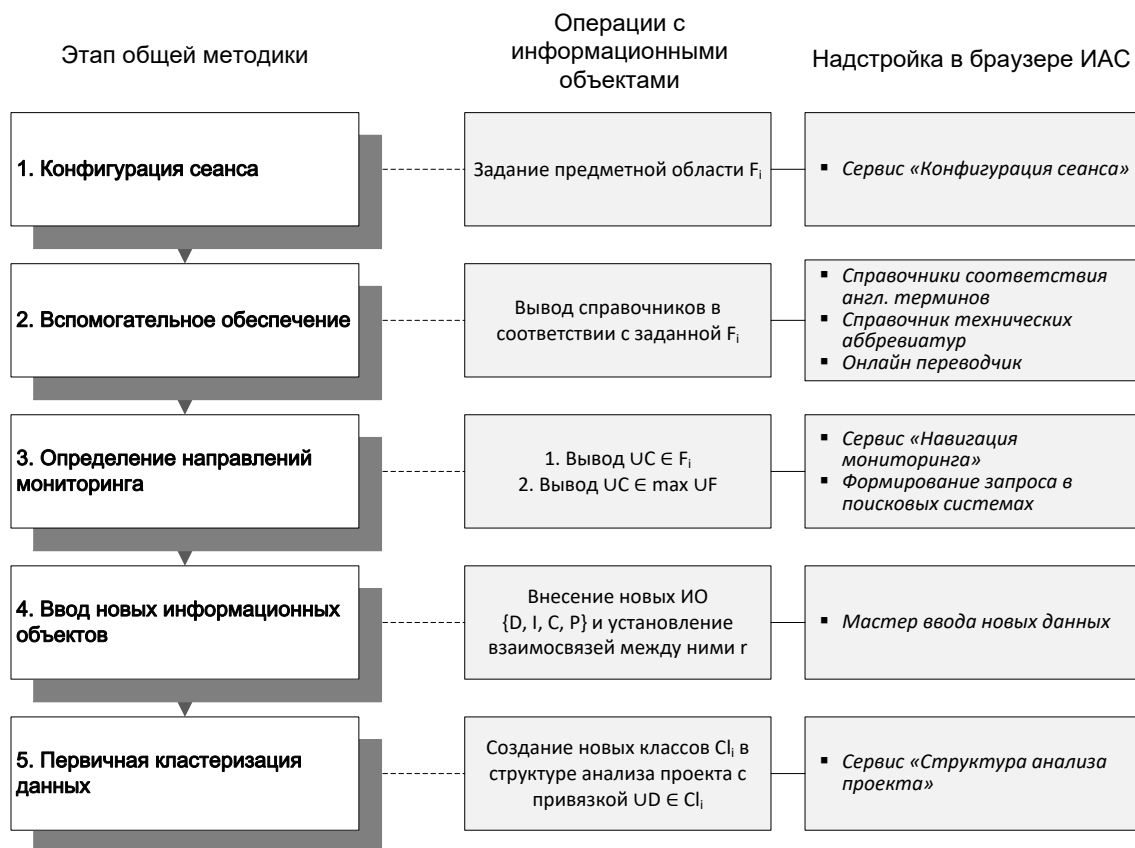 Этап общей методики
Операции с
информационными
объектами
Надстройка в браузере ИАС
1. Конфигурация сеанса
Задание предметной области Fᵢ
▪ Сервис «Конфигурация сеанса»
2. Вспомогательное обеспечение
Вывод справочников в
соответствии с заданной Fᵢ
▪ Справочники соответствия
англ. терминов
▪ Справочник технических
аббревиатур
▪ Онлайн переводчик
3. Определение направлений
мониторинга
1. Вывод ∪C ∈ Fᵢ
2. Вывод ∪C ∈ max ∪F
▪ Сервис «Навигация
мониторинга»
▪ Формирование запроса в
поисковых системах
4. Ввод новых информационных
объектов
Внесение новых ИО
{D, I, C, P} и установление
взаимосвязей между ними r
▪ Мастер ввода новых данных
5. Первичная кластеризация
данных
Создание новых классов Clᵢ в
структуре анализа проекта с
привязкой ∪D ∈ Clᵢ
▪ Сервис «Структура анализа
проекта»